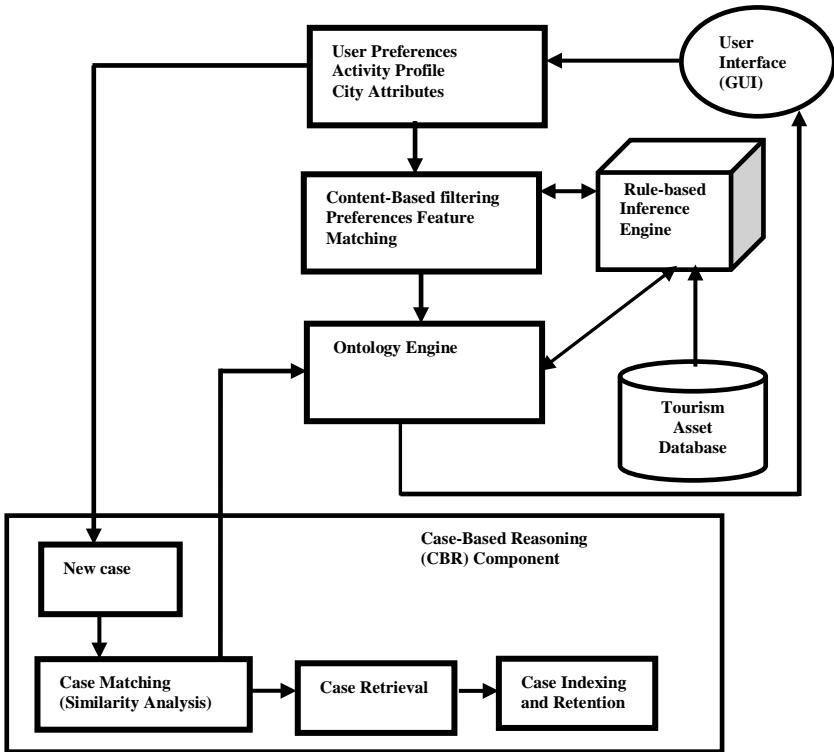 User Preferences
Activity Profile
City Attributes
User
Interface
(GUI)
Content-Based filtering
Preferences Feature
Matching
Rule-based
Inference
Engine
Ontology Engine
Tourism
Asset
Database
Case-Based Reasoning
(CBR) Component
New case
Case Matching
(Similarity Analysis)
Case Retrieval
Case Indexing
and Retention